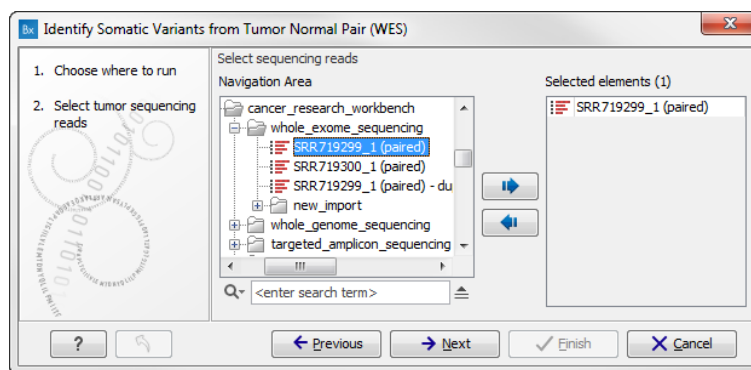 Bx Identify Somatic Variants from Tumor Normal Pair (WES)
1. Choose where to run
2. Select tumor sequencing
reads
Select sequencing reads
Navigation Area
cancer_research_workbench
whole_exome_sequencing
SRR719299_1 (paired)
SRR719300_1 (paired)
SRR719299_1 (paired) - du
new_import
whole_genome_sequencing
targeted_amplicon_sequencing
<enter search term>
Selected elements (1)
SRR719299_1 (paired)
? Previous Next Finish Cancel